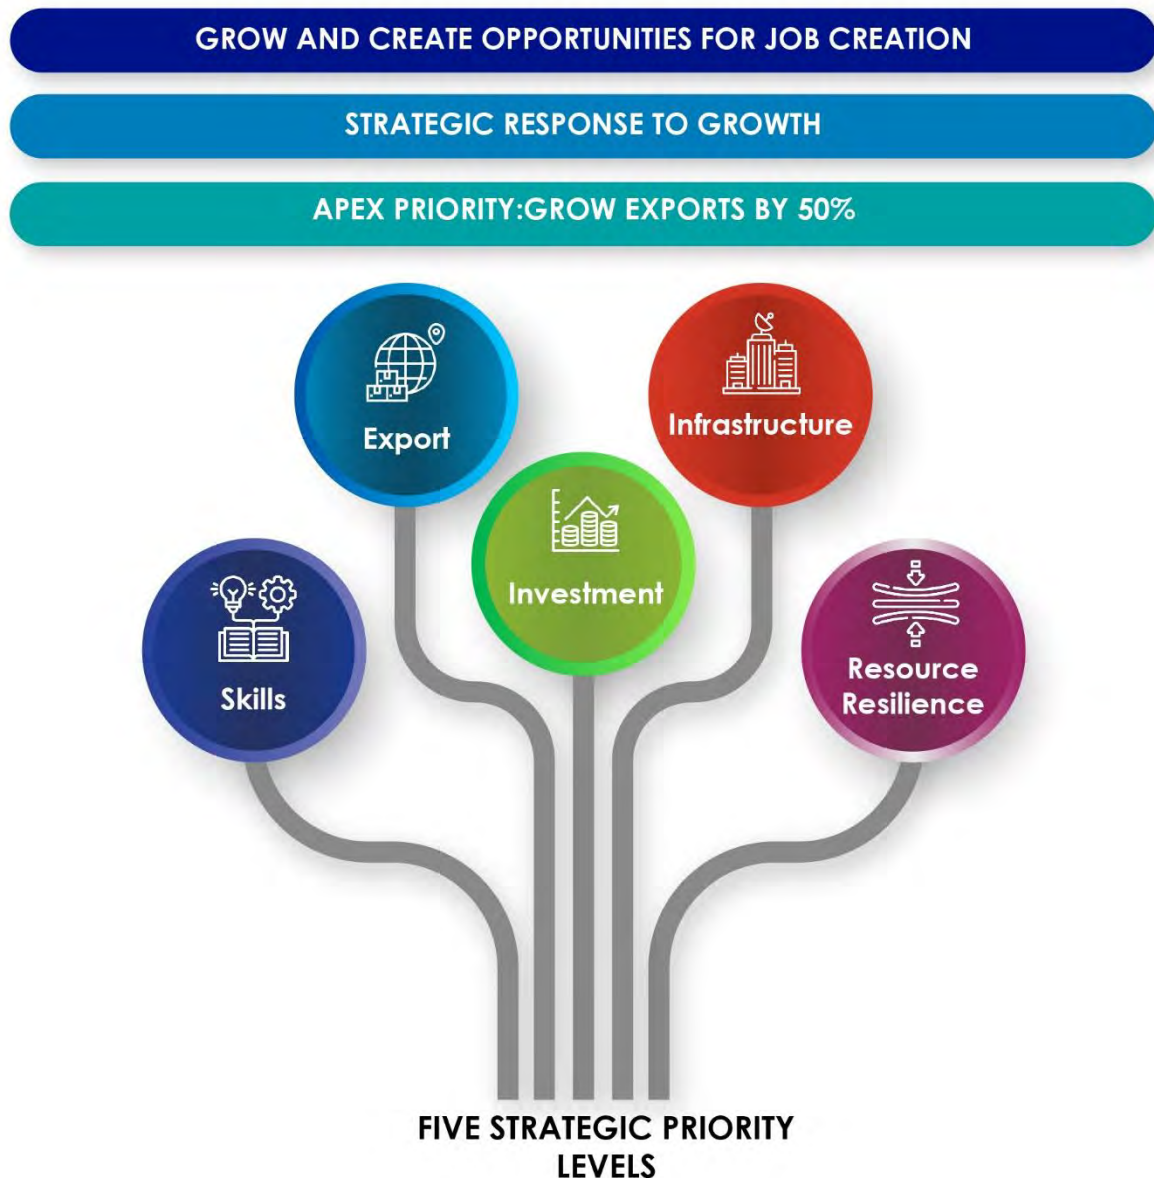 GROW AND CREATE OPPORTUNITIES FOR JOB CREATION
STRATEGIC RESPONSE TO GROWTH
APEX PRIORITY:GROW EXPORTS BY 50%
Export
Infrastructure
Investment
Skills
Resource
Resilience
FIVE STRATEGIC PRIORITY
LEVELS